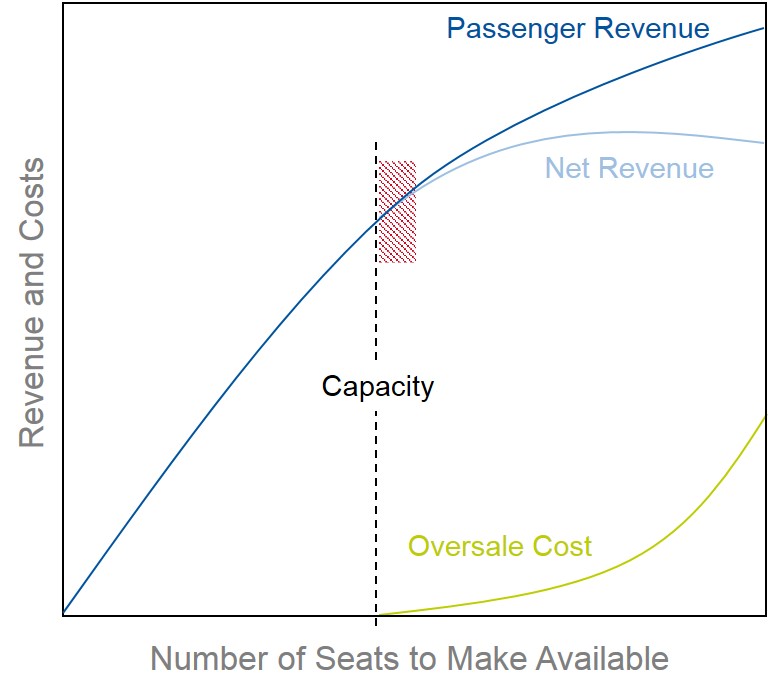 Passenger Revenue
Net Revenue
Revenue and Costs
Capacity
Oversale Cost
Number of Seats to Make Available